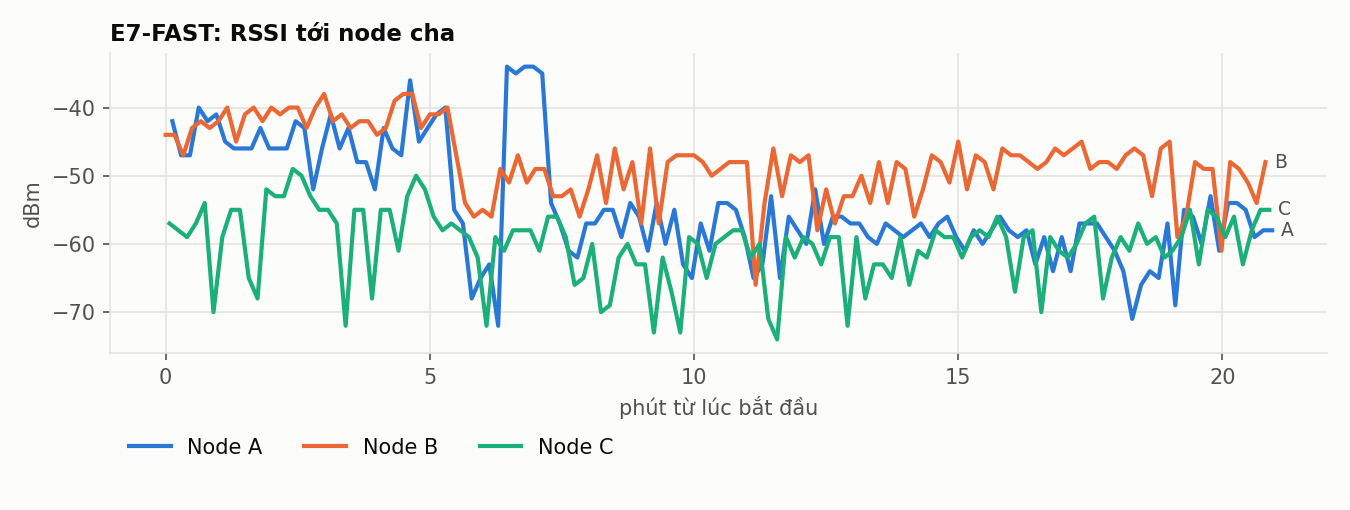 E7-FAST: RSSI tới node cha
dBm
−40
−50
−60
−70
B
C
A
0 5 10 15 20
phút từ lúc bắt đầu
Node A Node B Node C